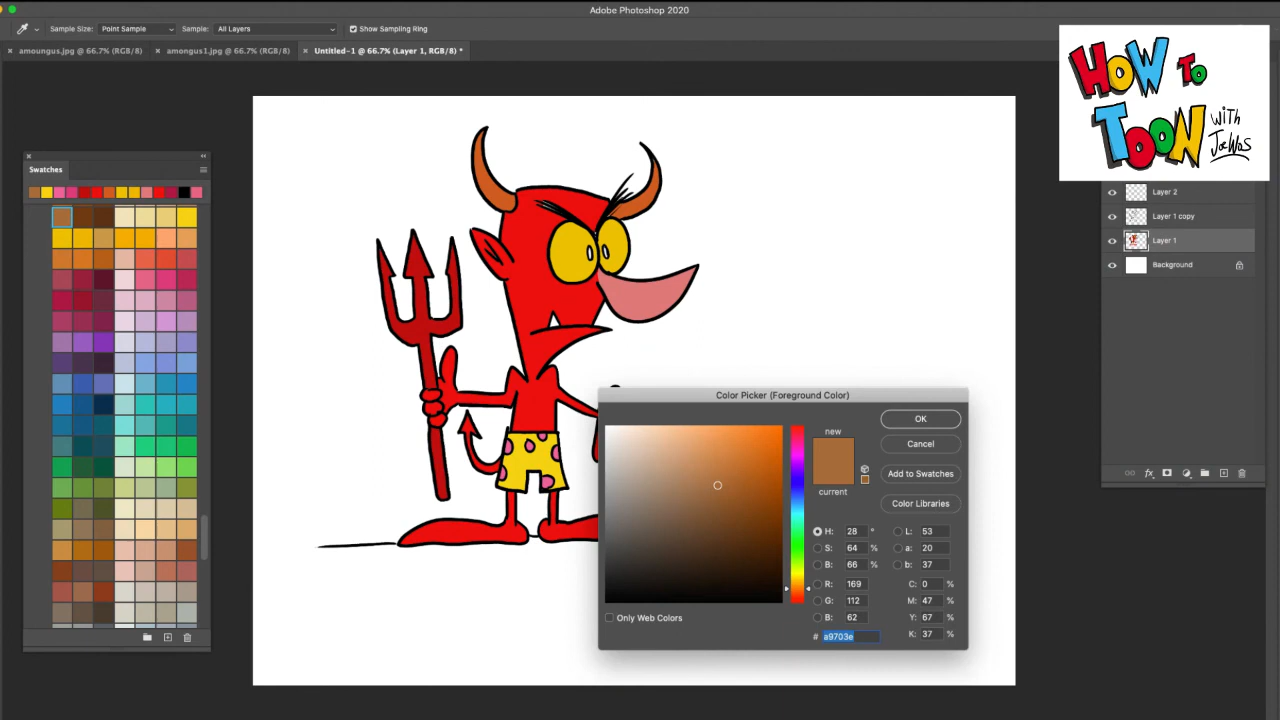 Adobe Photoshop 2020
Sample Size: Point Sample Sample: All Layers Show Sampling Ring
× amoungus.jpg @ 66.7% (RGB/8) × amongus1.jpg @ 66.7% (RGB/8) × Untitled-1 @ 66.7% (Layer 1, RGB/8) *
HOW To
TOON WITH
JoeWos
Swatches
Layer 2
Layer 1 copy
Layer 1
Background
Color Picker (Foreground Color)
new
current
OK
Cancel
Add to Swatches
Color Libraries
H: 28 ° L: 53
S: 64 % a: 20
B: 66 % b: 37
R: 169 C: 0 %
G: 112 M: 47 %
B: 62 Y: 67 %
# a9703e K: 37 %
Only Web Colors